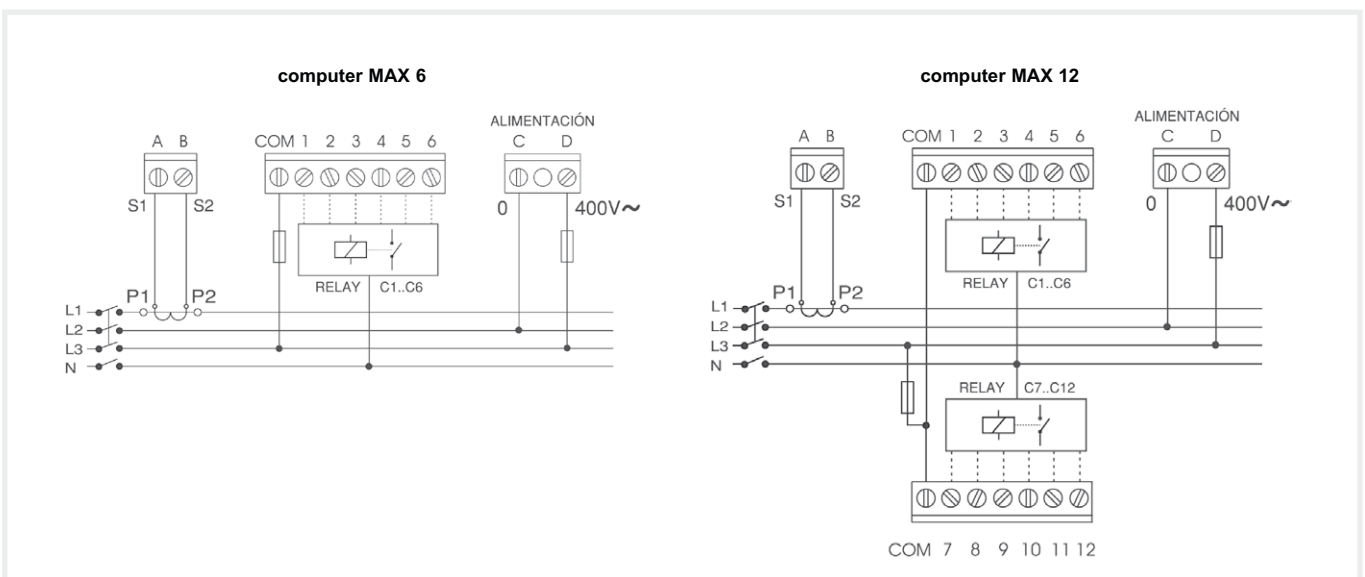 computer MAX 6
ALIMENTACIÓN
A B
COM 1 2 3 4 5 6
C D
S1 S2
0 400V~
RELAY C1..C6
P1 P2
L1
L2
L3
N
computer MAX 12
ALIMENTACIÓN
A B
COM 1 2 3 4 5 6
C D
S1 S2
0 400V~
RELAY C1..C6
P1 P2
L1
L2
L3
N
RELAY C7..C12
COM 7 8 9 10 11 12